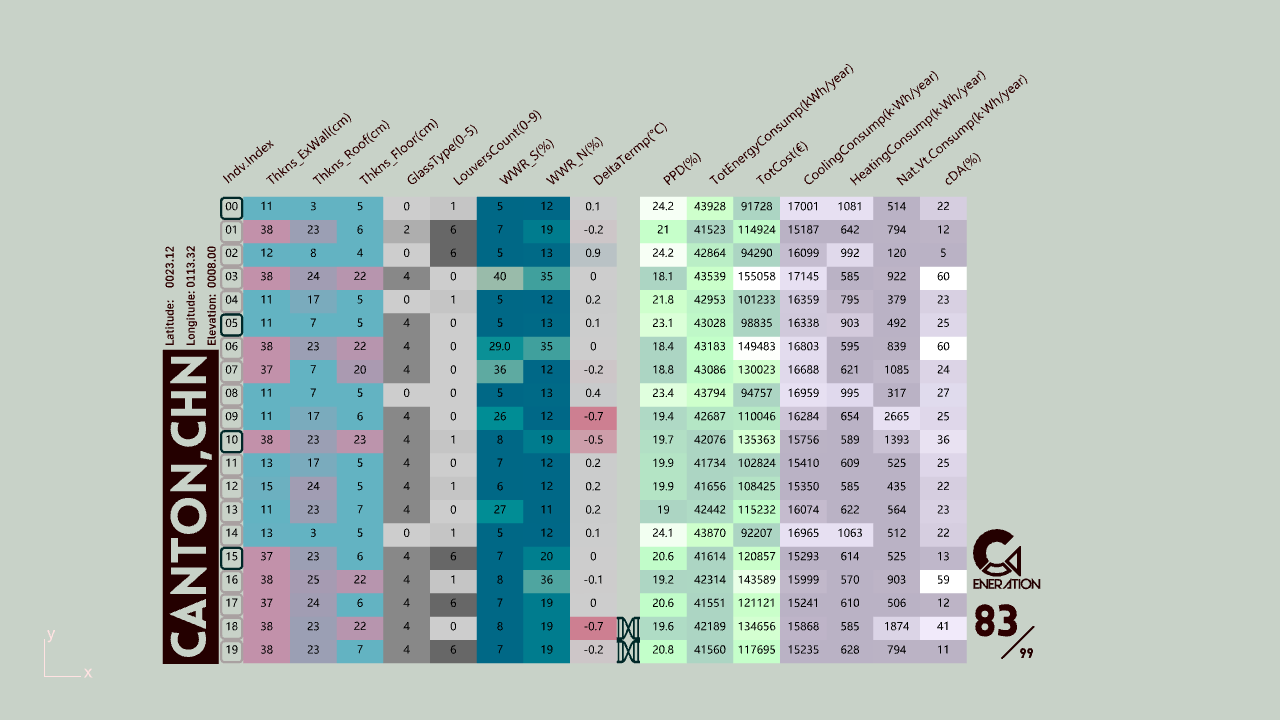 Indv.Index Thkns_ExWall(cm) Thkns_Roof(cm) Thkns_Floor(cm) GlassType(0-5) LouversCount(0-9) WWR_S(%) WWR_N(%) DeltaTermp(°C) PPD(%) TotEnergyConsump(kWh/year) TotCost(€) CoolingConsump(k·Wh/year) HeatingConsump(k·Wh/year) Nat.Vt.Consump(k·Wh/year) cDA(%)
00 11 3 5 0 1 5 12 0.1 24.2 43928 91728 17001 1081 514 22
01 38 23 6 2 6 7 19 -0.2 21 41523 114924 15187 642 794 12
02 12 8 4 0 6 5 13 0.9 24.2 42864 94290 16099 992 120 5
03 38 24 22 4 0 40 35 0 18.1 43539 155058 17145 585 922 60
04 11 17 5 0 1 5 12 0.2 21.8 42953 101233 16359 795 379 23
05 11 7 5 4 0 5 13 0.1 23.1 43028 98835 16338 903 492 25
06 38 23 22 4 0 29.0 35 0 18.4 43183 149483 16803 595 839 60
07 37 7 20 4 0 36 12 -0.2 18.8 43086 130023 16688 621 1085 24
08 11 7 5 0 0 5 13 0.4 23.4 43794 94757 16959 995 317 27
09 11 17 6 4 0 26 12 -0.7 19.4 42687 110046 16284 654 2665 25
10 38 23 23 4 1 8 19 -0.5 19.7 42076 135363 15756 589 1393 36
11 13 17 5 4 0 7 12 0.2 19.9 41734 102824 15410 609 525 25
12 15 24 5 4 1 6 12 0.2 19.9 41656 108425 15350 585 435 22
13 11 23 7 4 0 27 11 0.2 19 42442 115232 16074 622 564 23
14 13 3 5 0 1 5 12 0.1 24.1 43870 92207 16965 1063 512 22
15 37 23 6 4 6 7 20 0 20.6 41614 120857 15293 614 525 13
16 38 25 22 4 1 8 36 -0.1 19.2 42314 143589 15999 570 903 59
17 37 24 6 4 6 7 19 0 20.6 41551 121121 15241 610 506 12
18 38 23 22 4 0 8 19 -0.7 19.6 42189 134656 15868 585 1874 41
19 38 23 7 4 6 7 19 -0.2 20.8 41560 117695 15235 628 794 11
CANTON,CHN
Latitude: 0023.12
Longitude: 0113.32
Elevation: 0008.00
GENERATION
83/99
y
x